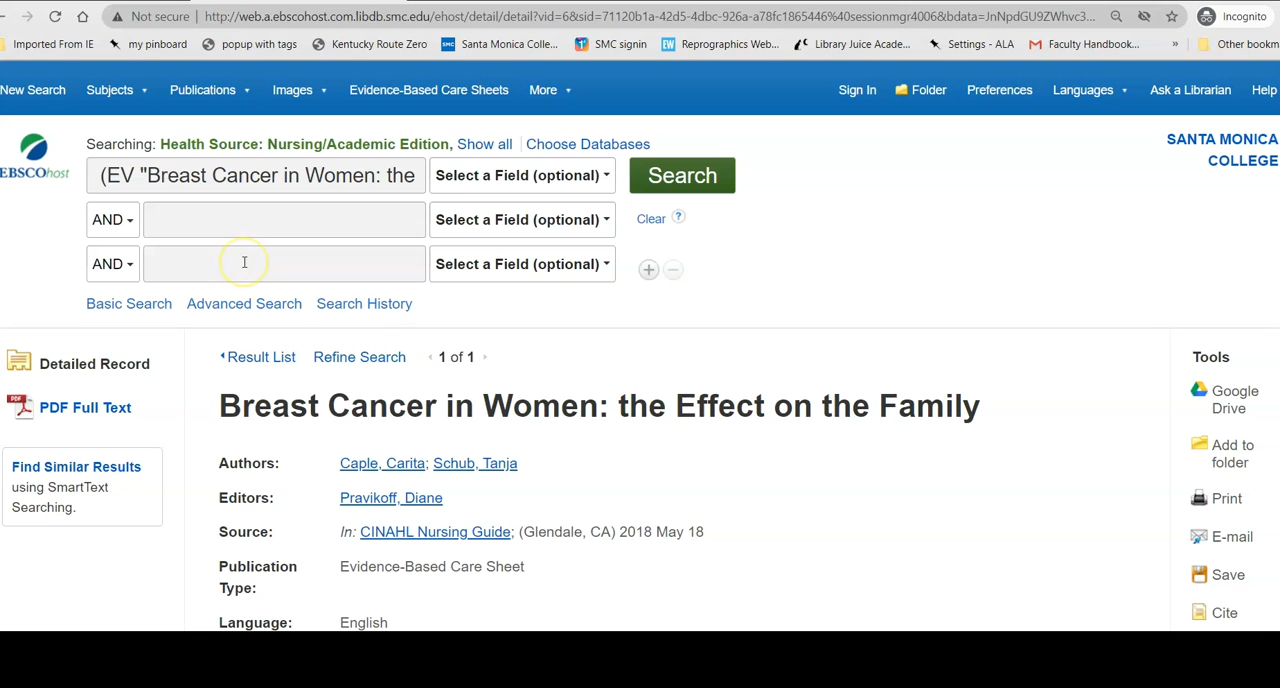 Not secure | http://web.a.ebscohost.com.libdb.smc.edu/ehost/detail/detail?vid=6&sid=71120b1a-42d5-4dbc-926a-a78fc1865446%40sessionmgr4006&bdata=JnNpdGU9ZWhvc3... Incognito
Imported From IE my pinboard popup with tags Kentucky Route Zero SMC Santa Monica Colle... SMC signin EW Reprographics Web... Library Juice Acade... Settings - ALA Faculty Handbook... » Other bookm
New Search Subjects Publications Images Evidence-Based Care Sheets More Sign In Folder Preferences Languages Ask a Librarian Help
Searching: Health Source: Nursing/Academic Edition, Show all Choose Databases
SANTA MONICA
COLLEGE
EBSCOhost
(EV "Breast Cancer in Women: the Select a Field (optional) Search
AND Select a Field (optional) Clear ?
AND Select a Field (optional) + −
Basic Search Advanced Search Search History
Detailed Record
PDF PDF Full Text
Find Similar Results
using SmartText
Searching.
Result List Refine Search 1 of 1
Breast Cancer in Women: the Effect on the Family
Authors: Caple, Carita; Schub, Tanja
Editors: Pravikoff, Diane
Source: In: CINAHL Nursing Guide; (Glendale, CA) 2018 May 18
Publication Type: Evidence-Based Care Sheet
Language: English
Tools
Google
Drive
Add to
folder
Print
E-mail
Save
Cite